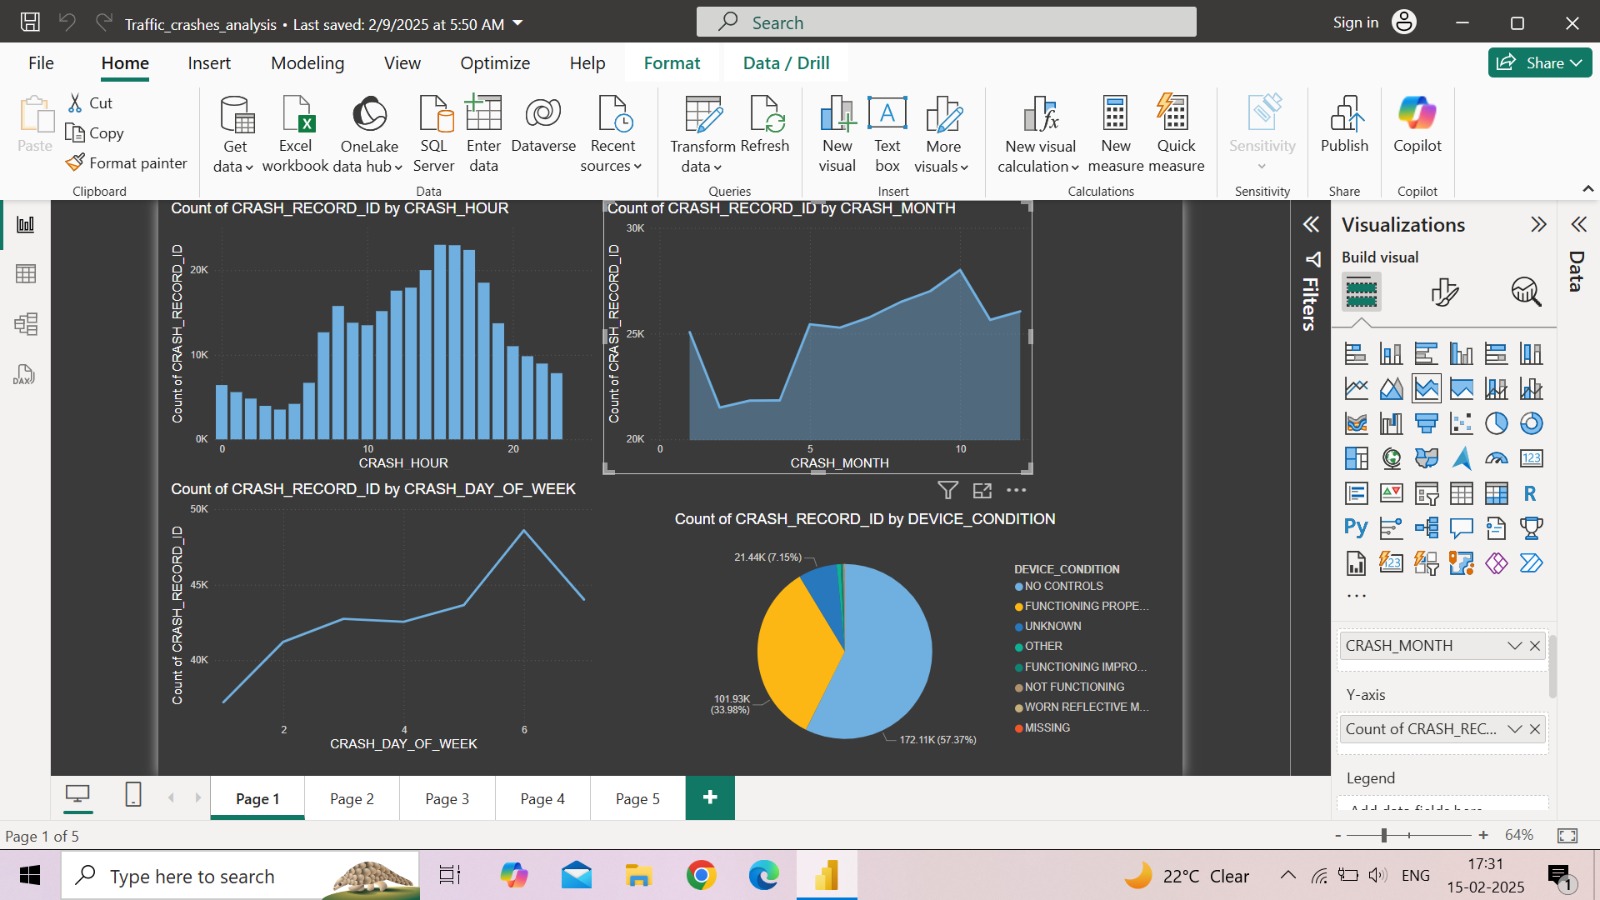 Traffic_crashes_analysis • Last saved: 2/9/2025 at 5:50 AM
Search
Sign in
File Home Insert Modeling View Optimize Help Format Data / Drill
Share
Paste
Cut
Copy
Format painter
Get data
Excel workbook
OneLake data hub
SQL Server
Enter data
Dataverse
Recent sources
Transform data
Refresh
New visual
Text box
More visuals
New visual calculation
New measure
Quick measure
Sensitivity
Publish
Copilot
Clipboard Data Queries Insert Calculations Sensitivity Share Copilot
Count of CRASH_RECORD_ID by CRASH_HOUR
Count of CRASH_RECORD_ID
20K
10K
0K
0 10 20
CRASH_HOUR
Count of CRASH_RECORD_ID by CRASH_MONTH
Count of CRASH_RECORD_ID
30K
25K
20K
0 5 10
CRASH_MONTH
Count of CRASH_RECORD_ID by CRASH_DAY_OF_WEEK
Count of CRASH_RECORD_ID
50K
45K
40K
2 4 6
CRASH_DAY_OF_WEEK
Count of CRASH_RECORD_ID by DEVICE_CONDITION
21.44K (7.15%)
101.93K
(33.98%)
172.11K (57.37%)
DEVICE_CONDITION
NO CONTROLS
FUNCTIONING PROPE...
UNKNOWN
OTHER
FUNCTIONING IMPRO...
NOT FUNCTIONING
WORN REFLECTIVE M...
MISSING
Filters
Visualizations
Build visual
123
R
Py
123
CRASH_MONTH
Y-axis
Count of CRASH_REC...
Legend
Add data fields here
Data
DAX
Page 1 Page 2 Page 3 Page 4 Page 5
Page 1 of 5
64%
Type here to search
22°C Clear
ENG
17:31
15-02-2025
1